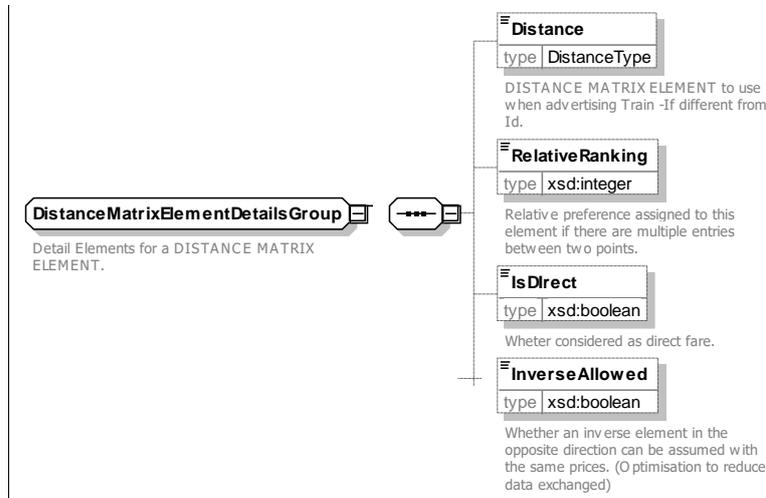 Distance
type DistanceType
DISTANCE MATRIX ELEMENT to use
when advertising Train -If different from
Id.
RelativeRanking
type xsd:integer
Relative preference assigned to this
element if there are multiple entries
between two points.
DistanceMatrixElementDetailsGroup
Detail Elements for a DISTANCE MATRIX
ELEMENT.
IsDIrect
type xsd:boolean
Wheter considered as direct fare.
InverseAllowed
type xsd:boolean
Whether an inverse element in the
opposite direction can be assumed with
the same prices. (Optimisation to reduce
data exchanged)